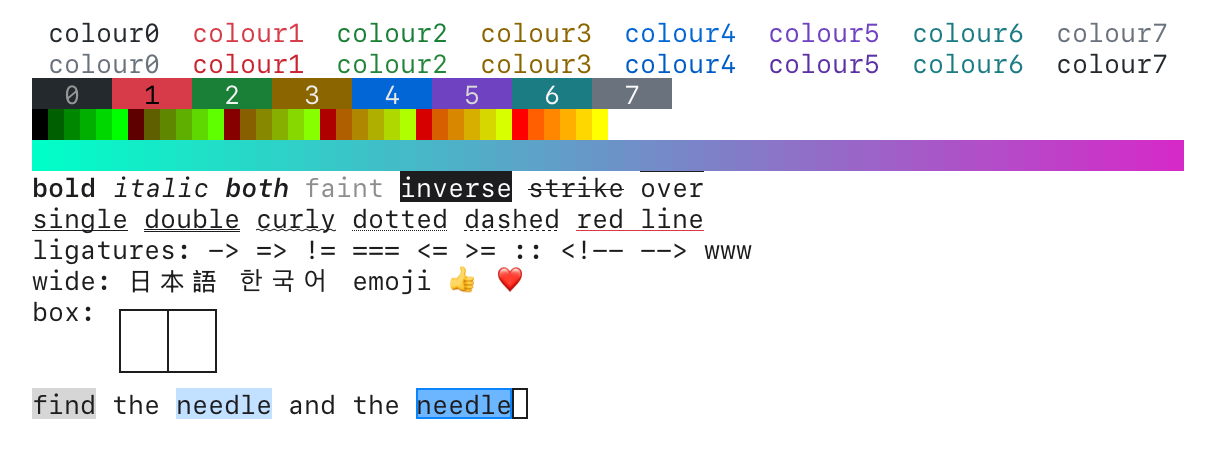 colour0 colour1 colour2 colour3 colour4 colour5 colour6 colour7
colour0 colour1 colour2 colour3 colour4 colour5 colour6 colour7
0 1 2 3 4 5 6 7
bold italic both faint inverse strike over
single double curly dotted dashed red line
ligatures: -> => != === <= >= :: <!-- --> www
wide: 日本語 한국어 emoji 👍 ❤️
box:
find the needle and the needle